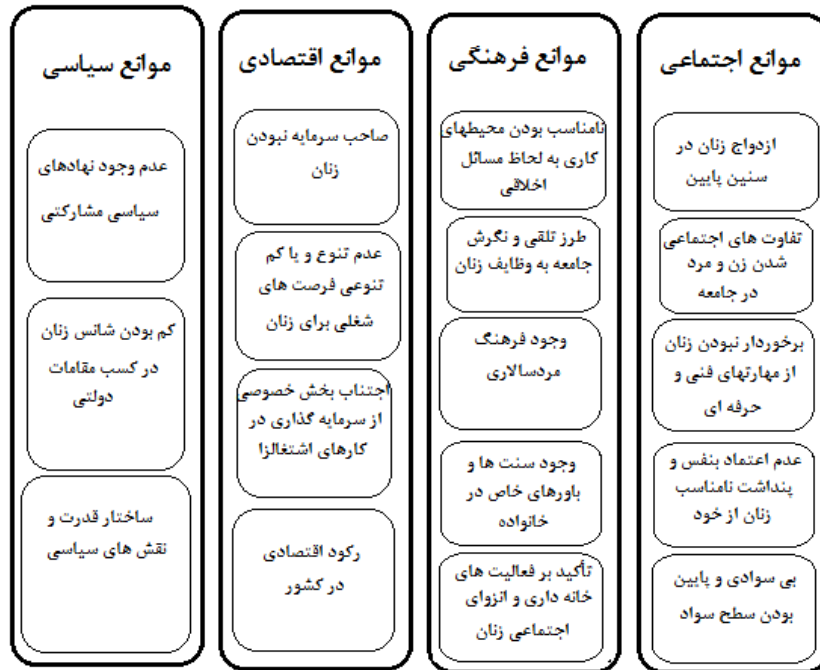 موانع اجتماعی
ازدواج زنان در
سنین پایین
تفاوت های اجتماعی
شدن زن و مرد
در جامعه
برخوردار نبودن زنان
از مهارتهای فنی و
حرفه ای
عدم اعتماد بنفس و
پنداشت نامناسب
زنان از خود
بی سوادی و پایین
بودن سطح سواد
موانع فرهنگی
نامناسب بودن محیطهای
کاری به لحاظ مسائل
اخلاقی
طرز تلقی و نگرش
جامعه به وظایف زنان
وجود فرهنگ
مردسالاری
وجود سنت ها و
باورهای خاص در
خانواده
تأکید بر فعالیت های
خانه داری و انزوای
اجتماعی زنان
موانع اقتصادی
صاحب سرمایه نبودن
زنان
عدم تنوع و یا کم
تنوعی فرصت های
شغلی برای زنان
اجتناب بخش خصوصی
از سرمایه گذاری در
کارهای اشتغالزا
رکود اقتصادی
در کشور
موانع سیاسی
عدم وجود نهادهای
سیاسی مشارکتی
کم بودن شانس زنان
در کسب مقامات
دولتی
ساختار قدرت و
نقش های سیاسی